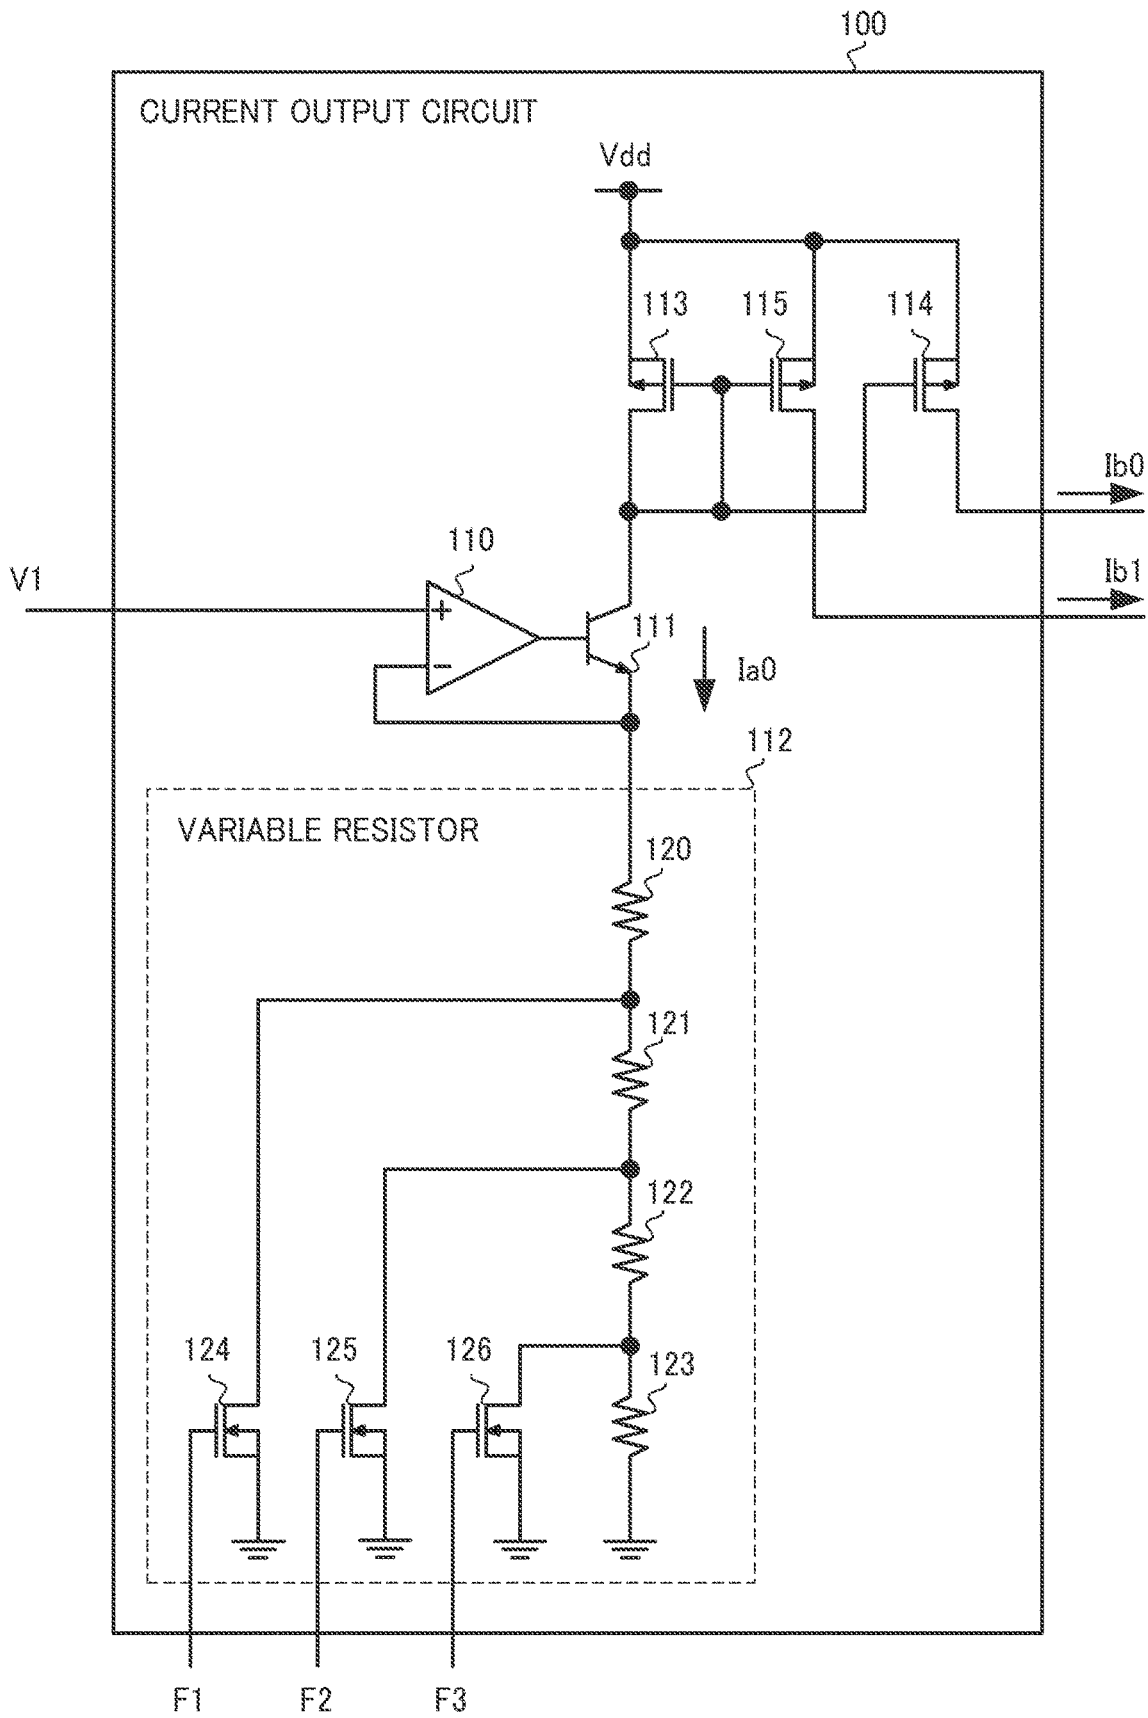 100
CURRENT OUTPUT CIRCUIT
Vdd
113
115
114
Ib0
110
V1
Ib1
+
111
-
Ia0
112
VARIABLE RESISTOR
120
121
122
124
125
126
123
F1
F2
F3